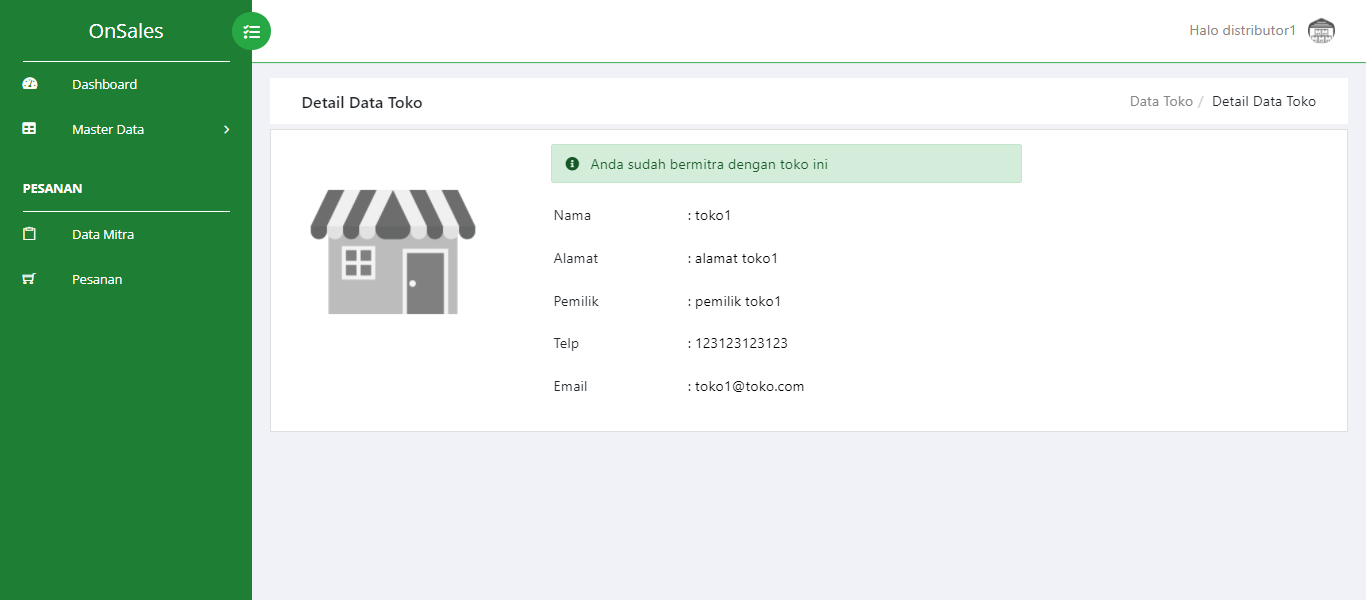 OnSales
Dashboard
Master Data
PESANAN
Data Mitra
Pesanan
Halo distributor1
Detail Data Toko
Data Toko / Detail Data Toko
Anda sudah bermitra dengan toko ini
Nama : toko1
Alamat : alamat toko1
Pemilik : pemilik toko1
Telp : 123123123123
Email : toko1@toko.com